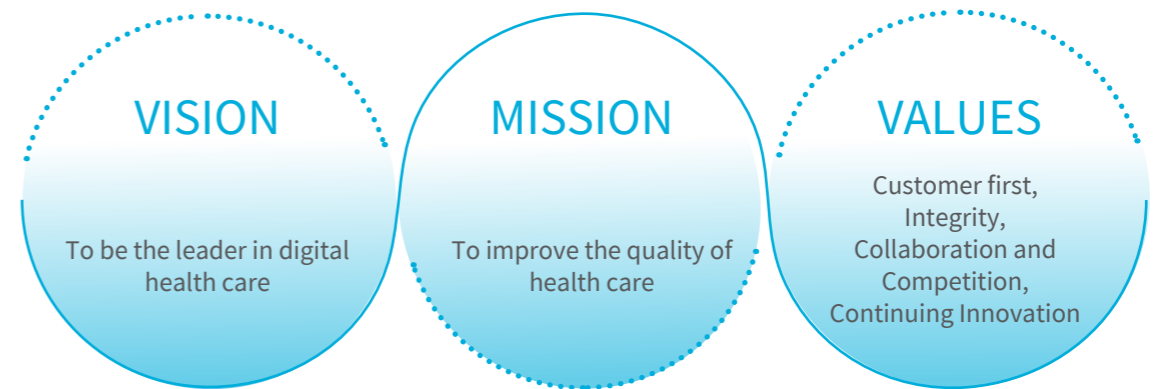 VISION
To be the leader in digital
health care
MISSION
To improve the quality of
health care
VALUES
Customer first,
Integrity,
Collaboration and
Competition,
Continuing Innovation